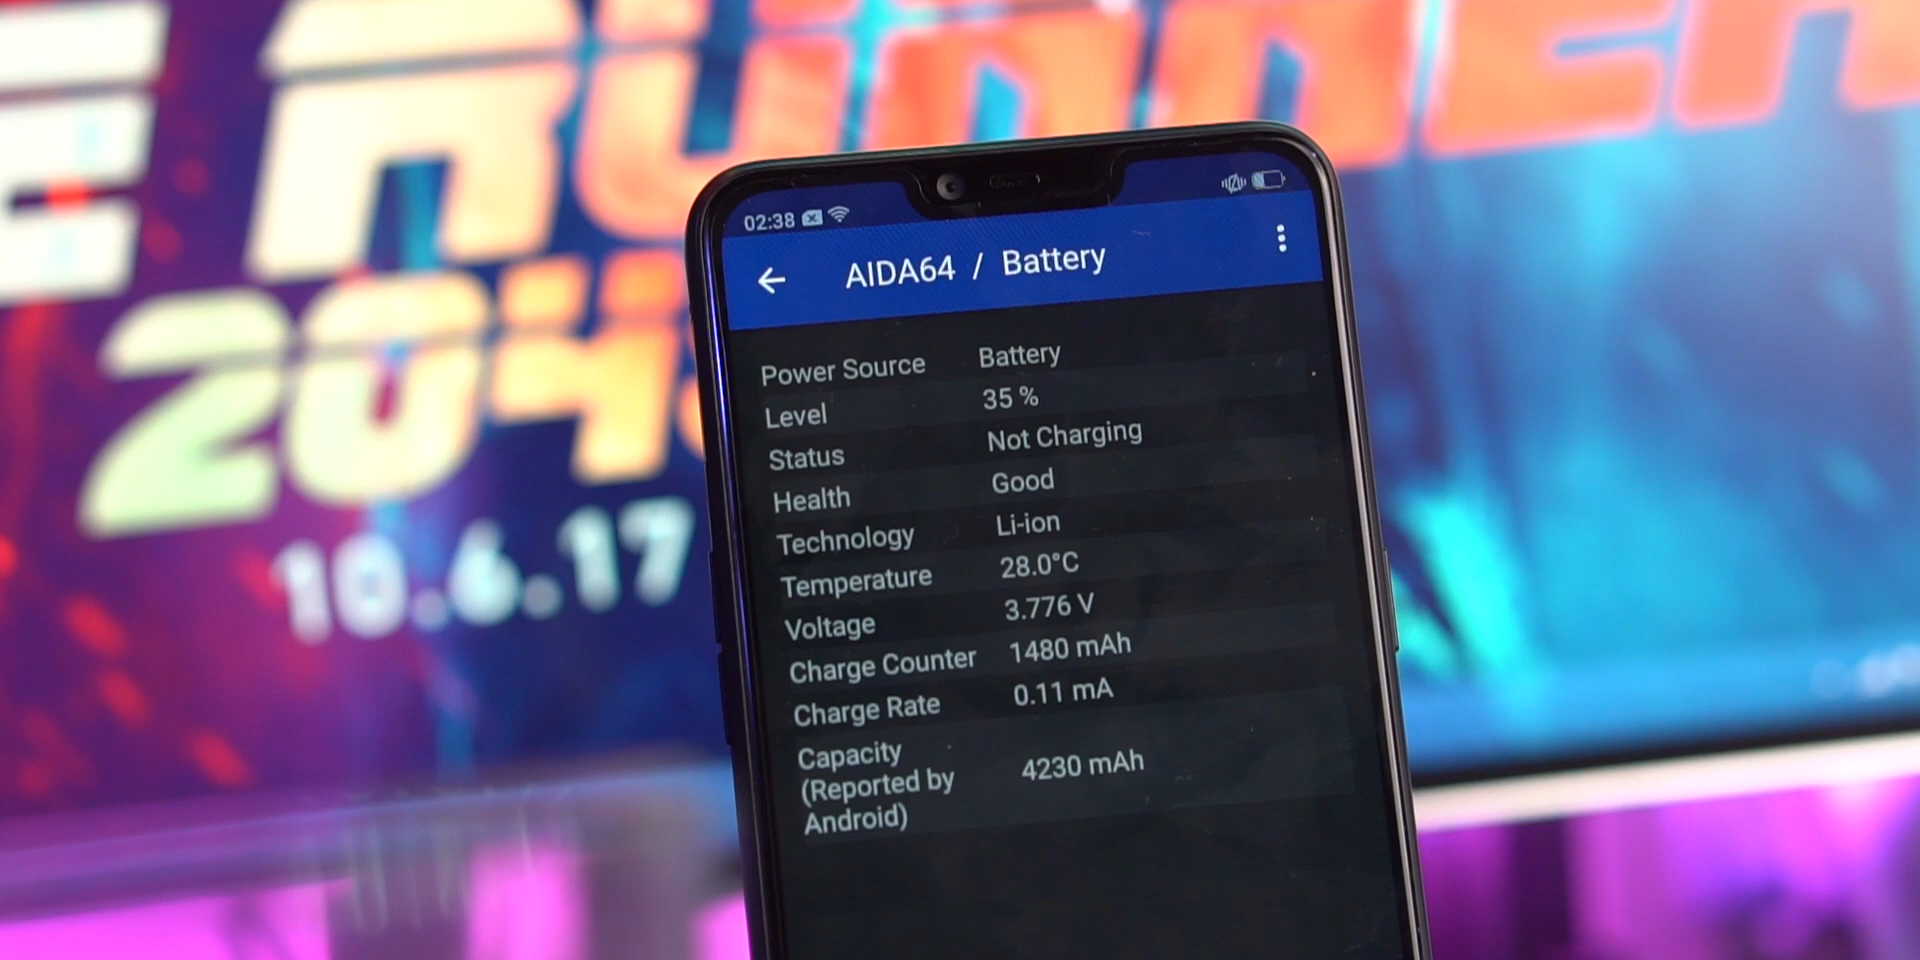 E RUNNER
204
10.6.17
02:38
AIDA64 / Battery
Power Source Battery
Level 35 %
Status Not Charging
Health Good
Technology Li-ion
Temperature 28.0°C
Voltage 3.776 V
Charge Counter 1480 mAh
Charge Rate 0.11 mA
Capacity
(Reported by
Android) 4230 mAh